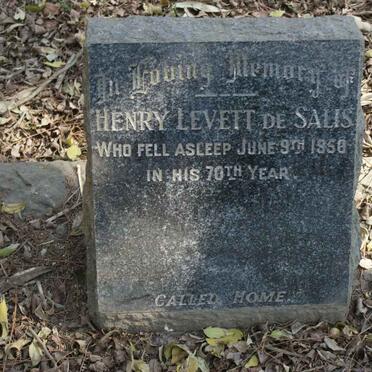 In Loving Memory of
HENRY LEVETT DE SALIS
WHO FELL ASLEEP JUNE 9TH 1958
IN HIS 70TH YEAR
CALLED HOME